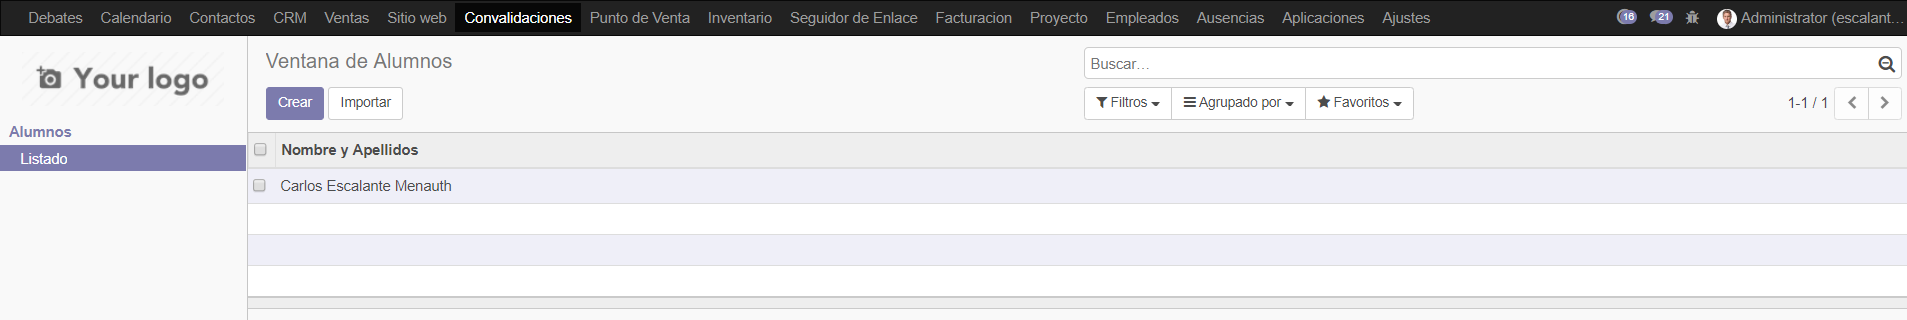 Debates Calendario Contactos CRM Ventas Sitio web Convalidaciones Punto de Venta Inventario Seguidor de Enlace Facturacion Proyecto Empleados Ausencias Aplicaciones Ajustes 16 21 Administrator (escalant...
Your logo
Ventana de Alumnos
Buscar...
Crear Importar
Filtros Agrupado por Favoritos 1-1 / 1
Alumnos
Listado
Nombre y Apellidos
Carlos Escalante Menauth